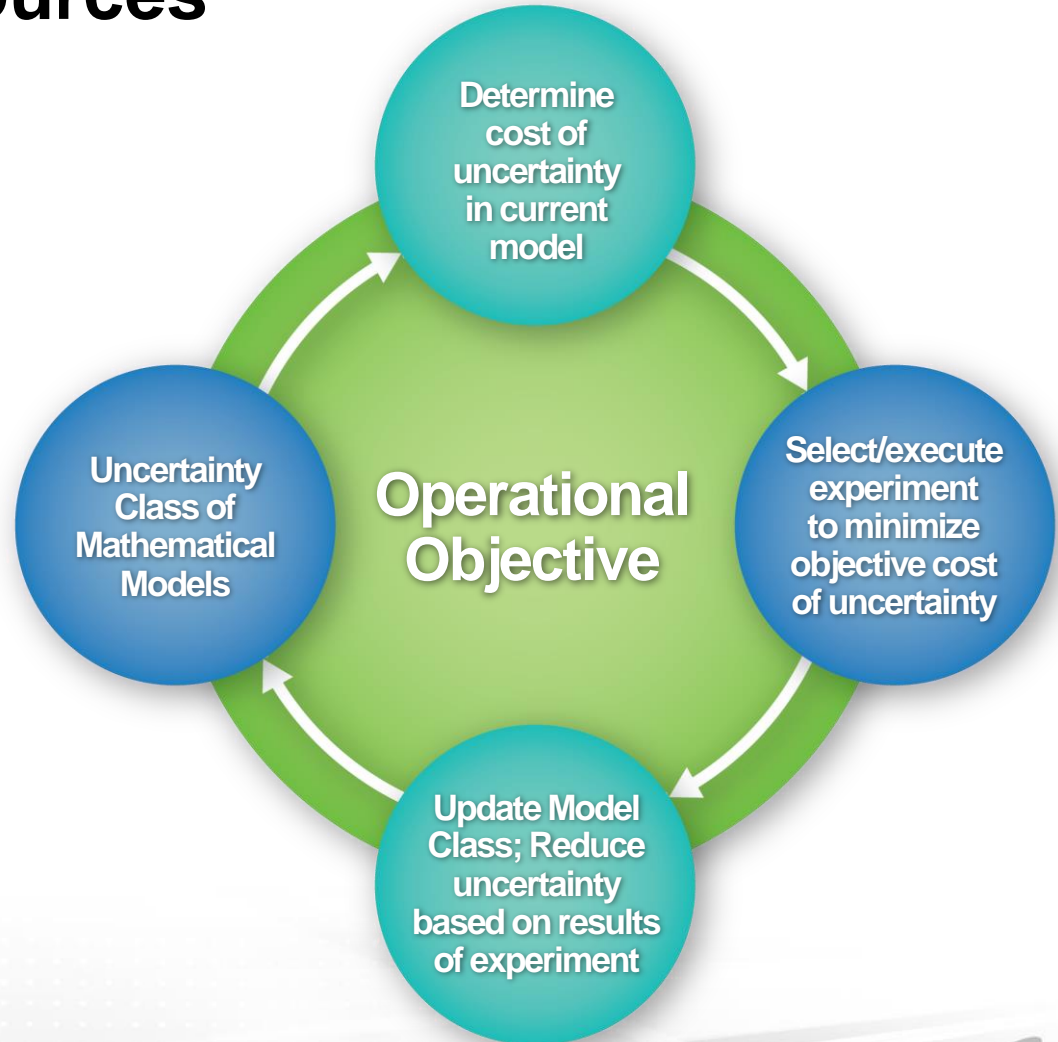 Determine
cost of
uncertainty
in current
model
Uncertainty
Class of
Mathematical
Models
Operational
Objective
Select/execute
experiment
to minimize
objective cost
of uncertainty
Update Model
Class; Reduce
uncertainty
based on results
of experiment